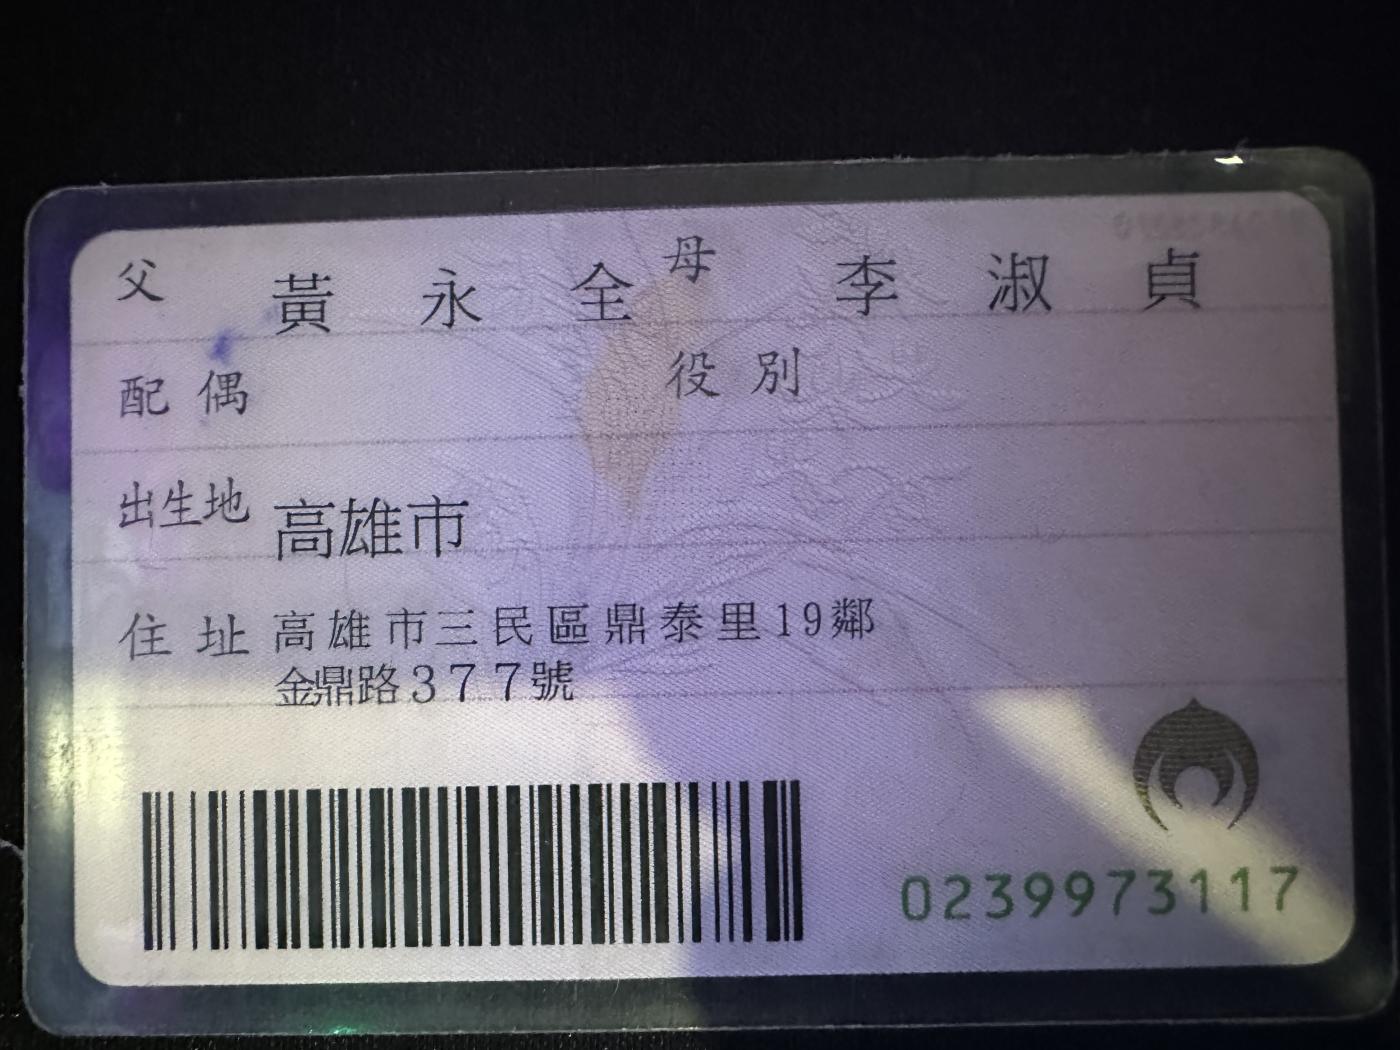 父 黃永全 母 李淑貞
配偶 役別
出生地 高雄市
住址 高雄市三民區鼎泰里19鄰
金鼎路377號
0239973117